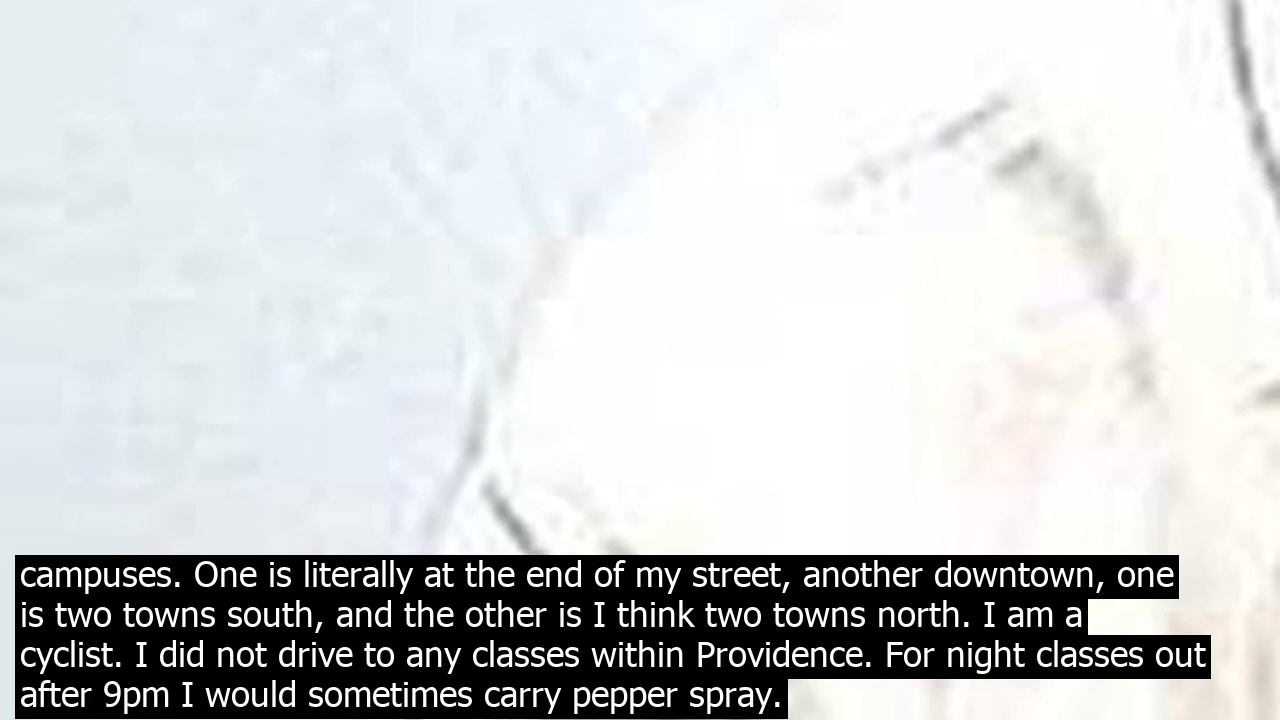 campuses. One is literally at the end of my street, another downtown, one
is two towns south, and the other is I think two towns north. I am a
cyclist. I did not drive to any classes within Providence. For night classes out
after 9pm I would sometimes carry pepper spray.